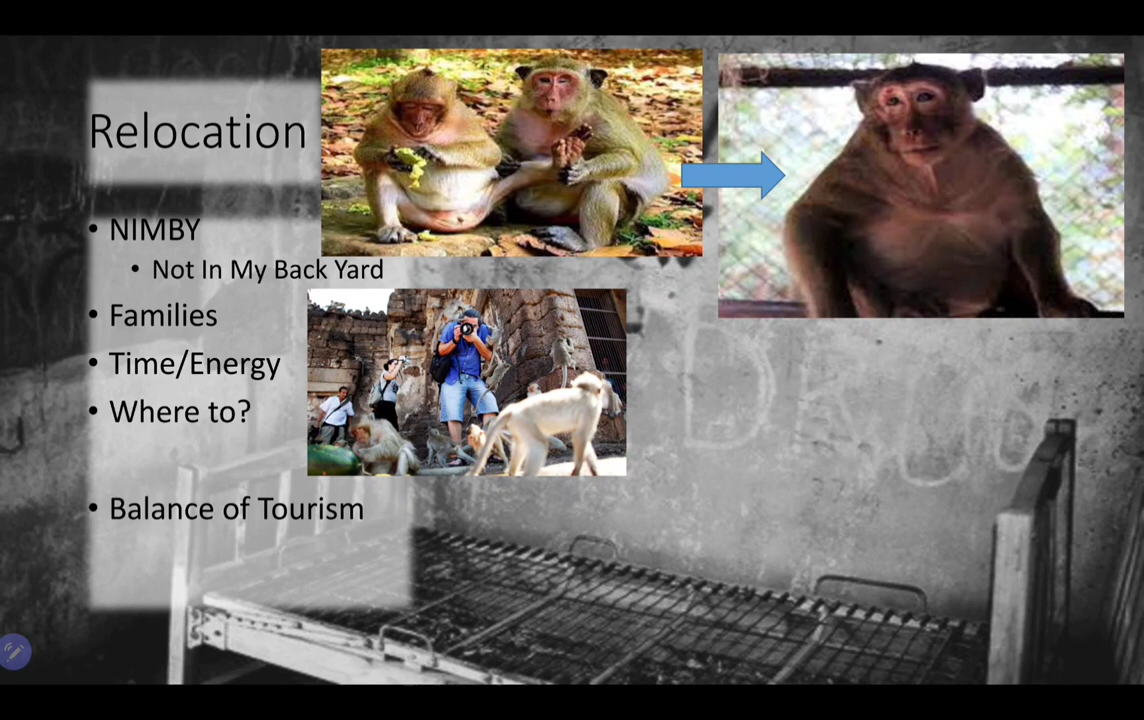 Relocation
• NIMBY
• Not In My Back Yard
• Families
• Time/Energy
• Where to?
• Balance of Tourism